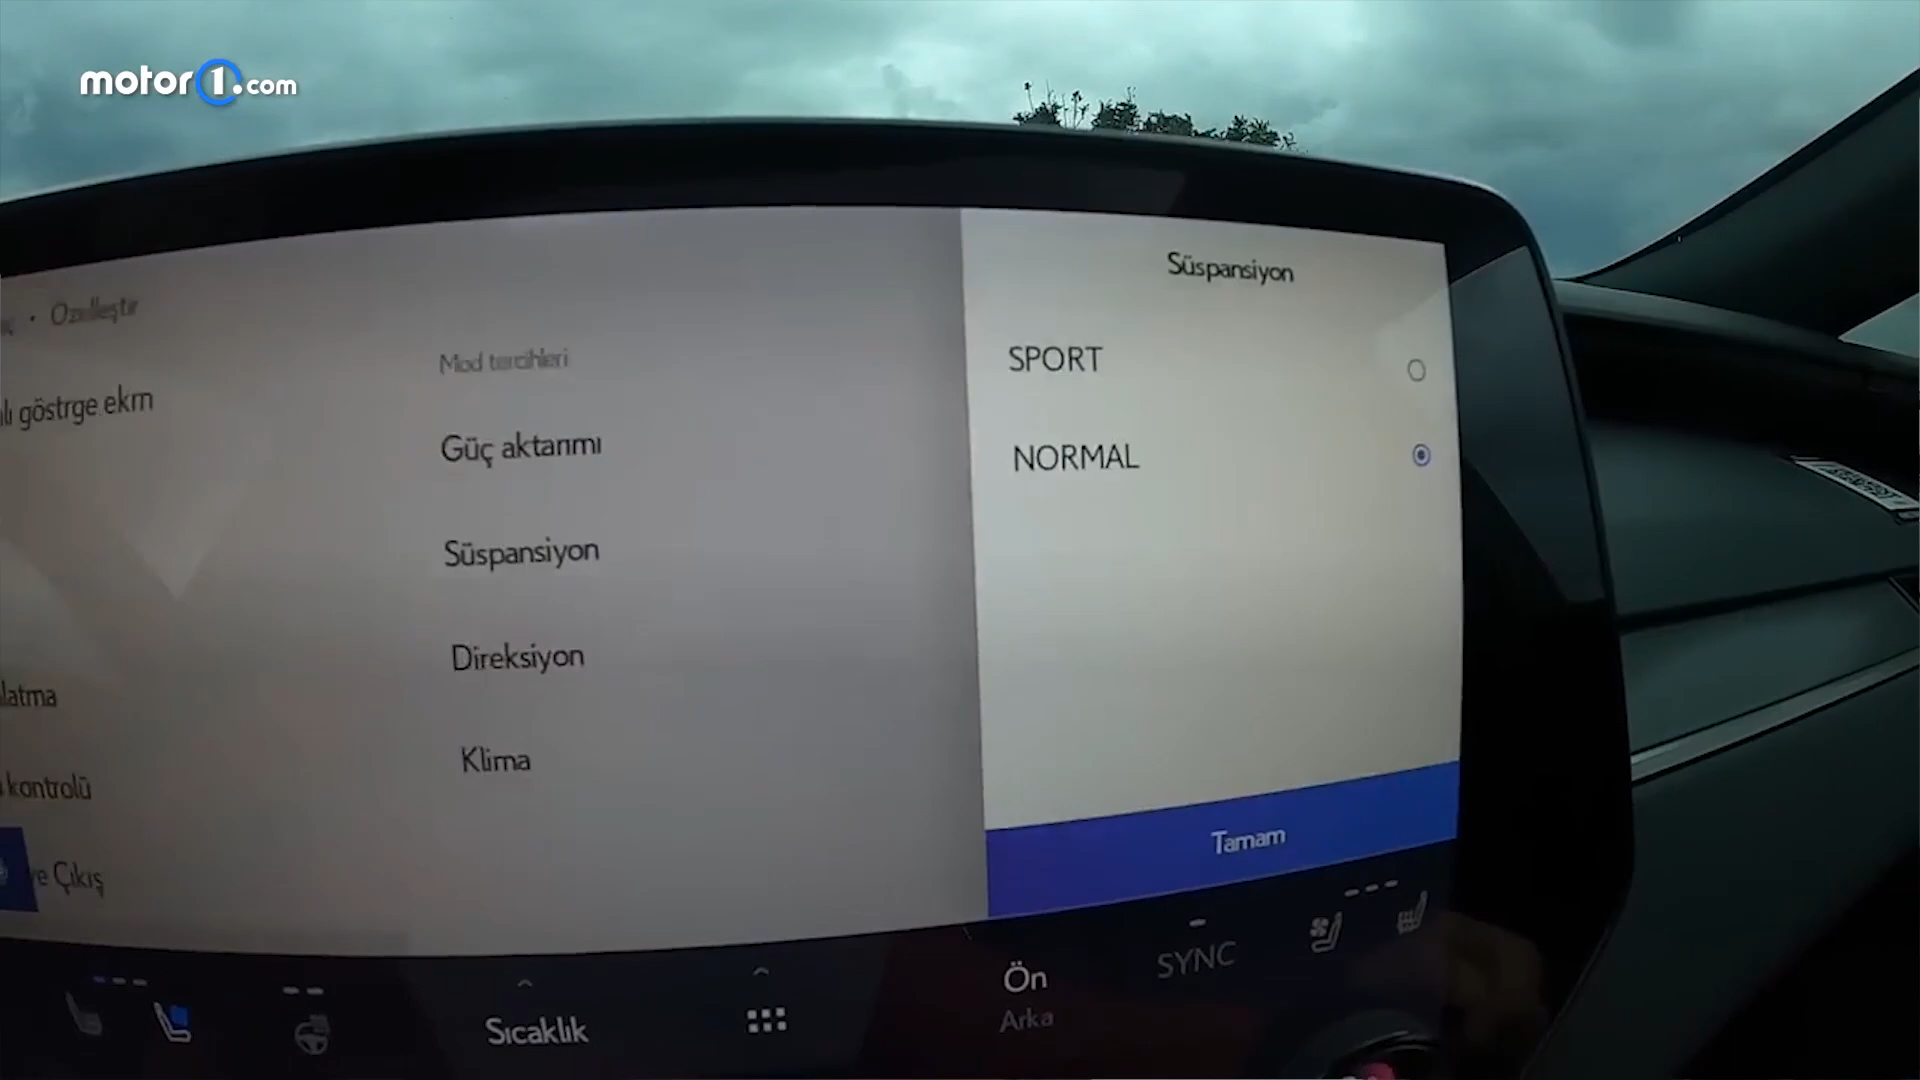 motor1.com
Özelleştir
Mod tercihleri
göstrge ekrn
Güç aktarımı
Süspansiyon
Direksiyon
Klima
kontrolü
Çıkış
Süspansiyon
SPORT
NORMAL
Tamam
Sıcaklık
Ön
Arka
SYNC